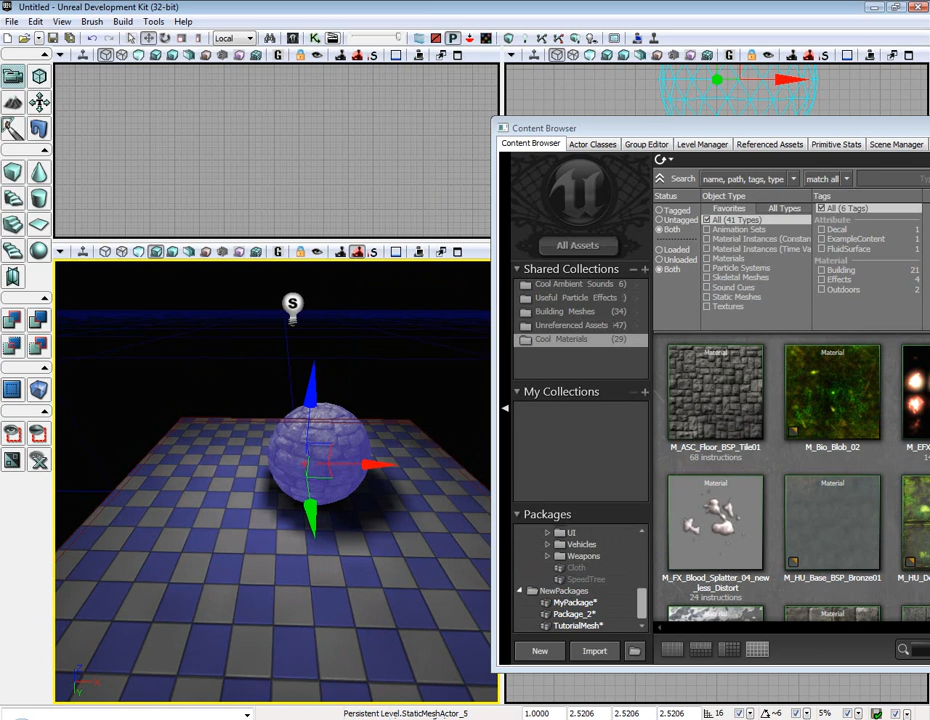 Untitled - Unreal Development Kit (32-bit)
File Edit View Brush Build Tools Help
Local
G
G
Content Browser
Content Browser Actor Classes Group Editor Level Manager Referenced Assets Primitive Stats Scene Manager
Search name, path, tags, type match all
Status
Tagged
Untagged
Both
Loaded
Unloaded
Both
Object Type
Favorites All Types
All (41 Types)
Animation Sets
Material Instances (Constan
Material Instances (Time Va
Materials
Particle Systems
Skeletal Meshes
Sound Cues
Static Meshes
Textures
Tags
All (6 Tags)
Attribute
Decal 1
ExampleContent 1
FluidSurface 1
Material
Building 21
Effects 4
Outdoors 2
All Assets
Shared Collections
Cool Ambient Sounds 6)
Useful Particle Effects )
Building Meshes (34)
Unreferenced Assets 47)
Cool Materials (29)
My Collections
Packages
UI
Vehicles
Weapons
Cloth
SpeedTree
NewPackages
MyPackage*
Package_2*
TutorialMesh*
New Import
Material
M_ASC_Floor_BSP_Tile01
68 instructions
Material
M_Bio_Blob_02
M_EFX
Material
M_FX_Blood_Splatter_04_new
_less_Distort
24 instructions
Material
M_HU_Base_BSP_Bronze01
M_HU_D
G
S
Persistent Level.StaticMeshActor_5 1.0000 2.5206 2.5206 2.5206 16 ~6 5%